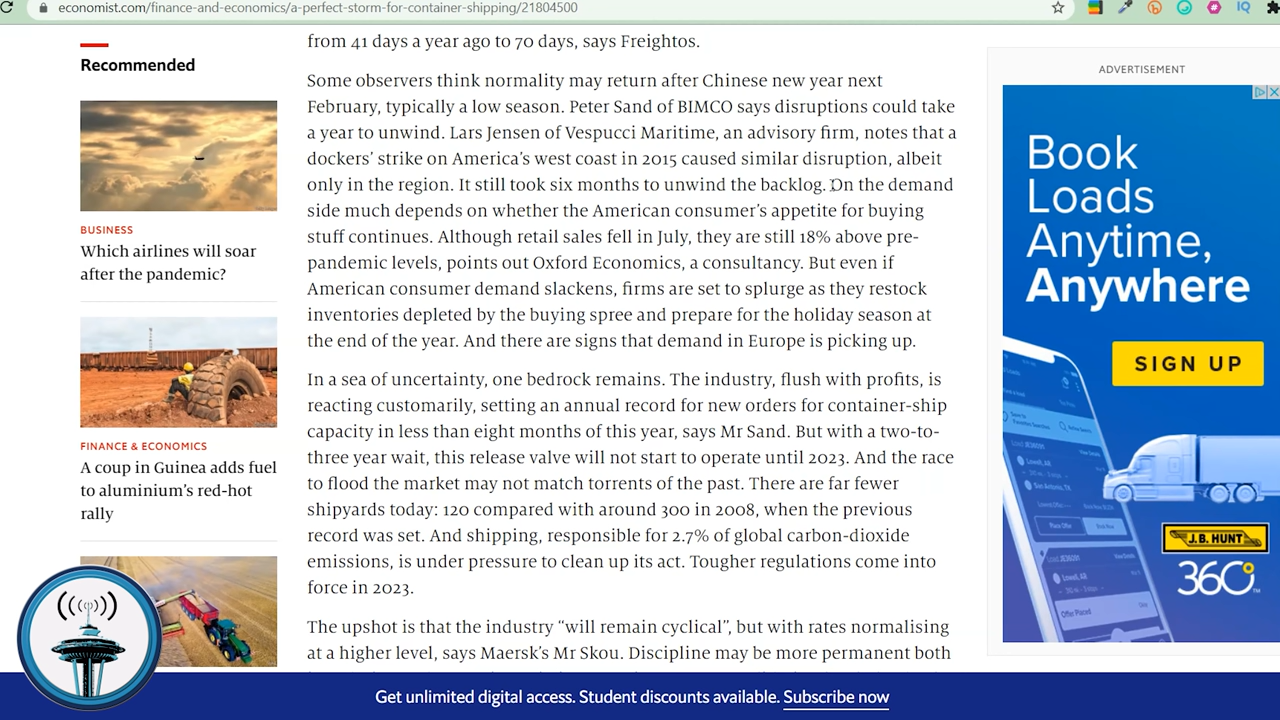 economist.com/finance-and-economics/a-perfect-storm-for-container-shipping/21804500
IQ
from 41 days a year ago to 70 days, says Freightos.
Recommended
BUSINESS
Which airlines will soar
after the pandemic?
FINANCE & ECONOMICS
A coup in Guinea adds fuel
to aluminium's red-hot
rally
Some observers think normality may return after Chinese new year next
February, typically a low season. Peter Sand of BIMCO says disruptions could take
a year to unwind. Lars Jensen of Vespucci Maritime, an advisory firm, notes that a
dockers' strike on America's west coast in 2015 caused similar disruption, albeit
only in the region. It still took six months to unwind the backlog. On the demand
side much depends on whether the American consumer's appetite for buying
stuff continues. Although retail sales fell in July, they are still 18% above pre-
pandemic levels, points out Oxford Economics, a consultancy. But even if
American consumer demand slackens, firms are set to splurge as they restock
inventories depleted by the buying spree and prepare for the holiday season at
the end of the year. And there are signs that demand in Europe is picking up.
In a sea of uncertainty, one bedrock remains. The industry, flush with profits, is
reacting customarily, setting an annual record for new orders for container-ship
capacity in less than eight months of this year, says Mr Sand. But with a two-to-
three year wait, this release valve will not start to operate until 2023. And the race
to flood the market may not match torrents of the past. There are far fewer
shipyards today: 120 compared with around 300 in 2008, when the previous
record was set. And shipping, responsible for 2.7% of global carbon-dioxide
emissions, is under pressure to clean up its act. Tougher regulations come into
force in 2023.
The upshot is that the industry “will remain cyclical”, but with rates normalising
at a higher level, says Maersk's Mr Skou. Discipline may be more permanent both
ADVERTISEMENT
Book
Loads
Anytime,
Anywhere
SIGN UP
J.B. HUNT
360
Get unlimited digital access. Student discounts available. Subscribe now